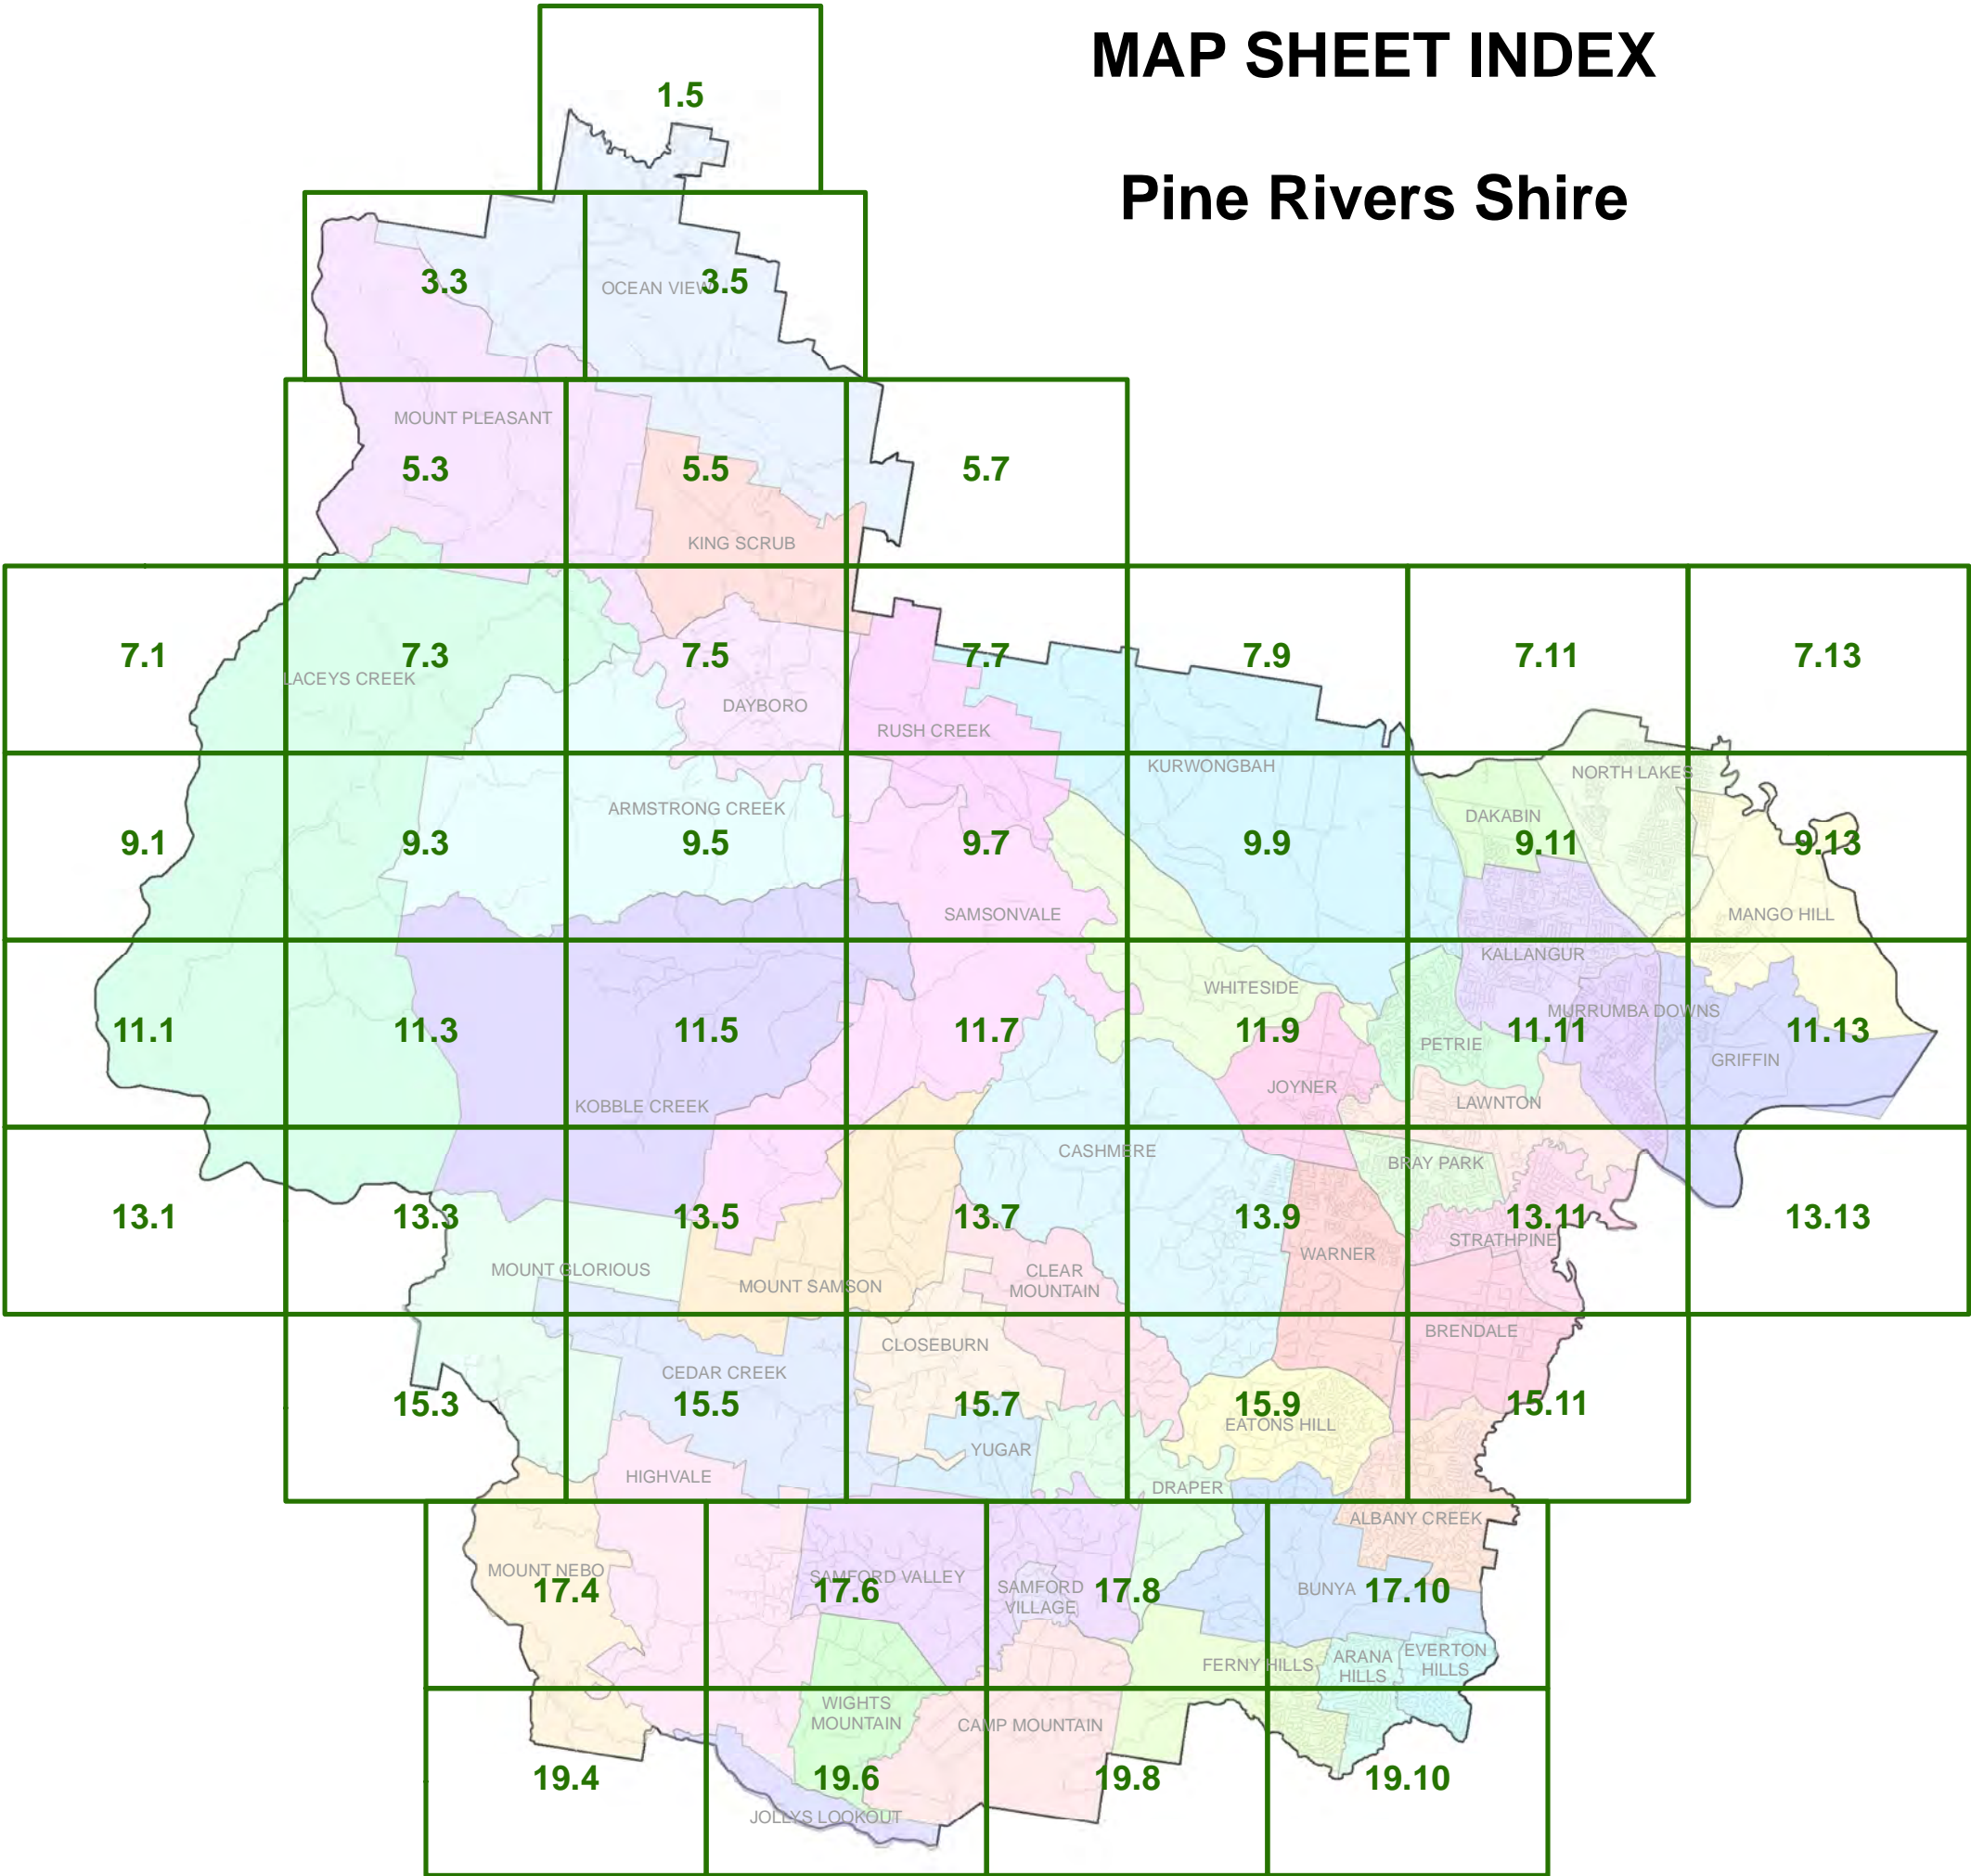 MAP SHEET INDEX
1.5
Pine Rivers Shire
3.3
OCEAN VIEW
3.5
MOUNT PLEASANT
5.3
5.5
5.7
KING SCRUB
7.1
7.3
7.5
7.7
7.9
7.11
7.13
LACEYS CREEK
DAYBORO
RUSH CREEK
KURWONGBAH
NORTH LAKES
ARMSTRONG CREEK
DAKABIN
9.1
9.3
9.5
9.7
9.9
9.11
9.13
SAMSONVALE
MANGO HILL
KALLANGUR
WHITESIDE
MURRUMBA DOWNS
11.1
11.3
11.5
11.7
11.9
11.11
11.13
PETRIE
GRIFFIN
JOYNER
KOBBLE CREEK
LAWNTON
CASHMERE
BRAY PARK
13.1
13.3
13.5
13.7
13.9
13.11
13.13
STRATHPINE
WARNER
MOUNT GLORIOUS
CLEAR
MOUNTAIN
MOUNT SAMSON
BRENDALE
CLOSEBURN
CEDAR CREEK
15.3
15.5
15.7
15.9
15.11
EATONS HILL
YUGAR
HIGHVALE
DRAPER
ALBANY CREEK
MOUNT NEBO
SAMFORD VALLEY
17.4
17.6
SAMFORD
VILLAGE
17.8
BUNYA
17.10
FERNY HILLS
ARANA
HILLS
EVERTON
HILLS
WIGHTS
MOUNTAIN
CAMP MOUNTAIN
19.4
19.6
19.8
19.10
JOLLYS LOOKOUT